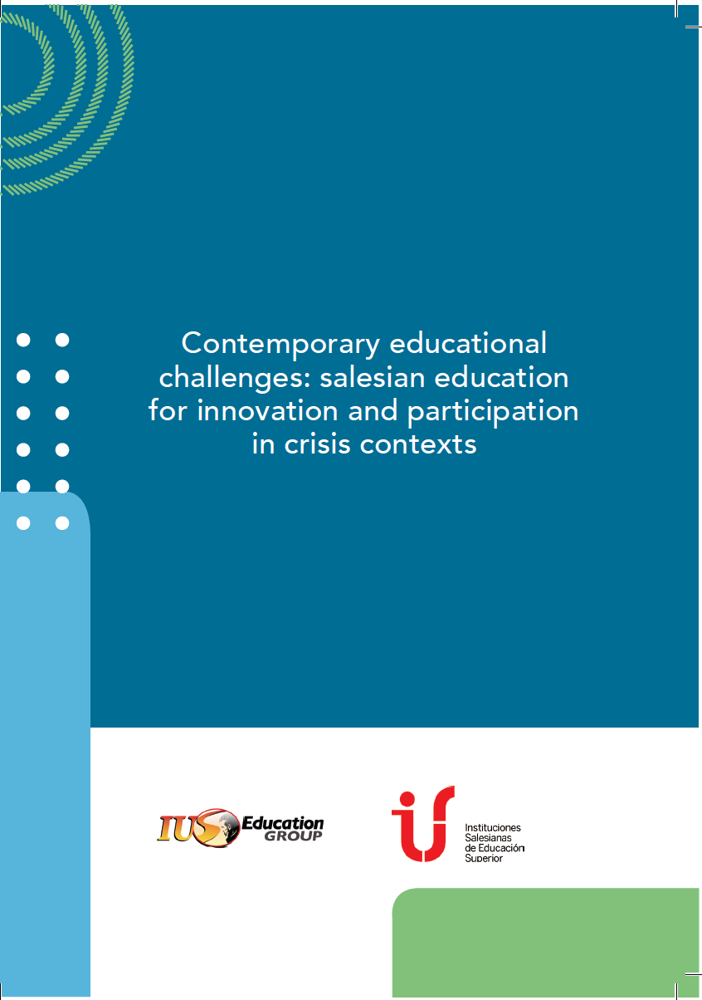 Contemporary educational
challenges: salesian education
for innovation and participation
in crisis contexts
IUS Education
GROUP
Instituciones
Salesianas
de Educación
Superior